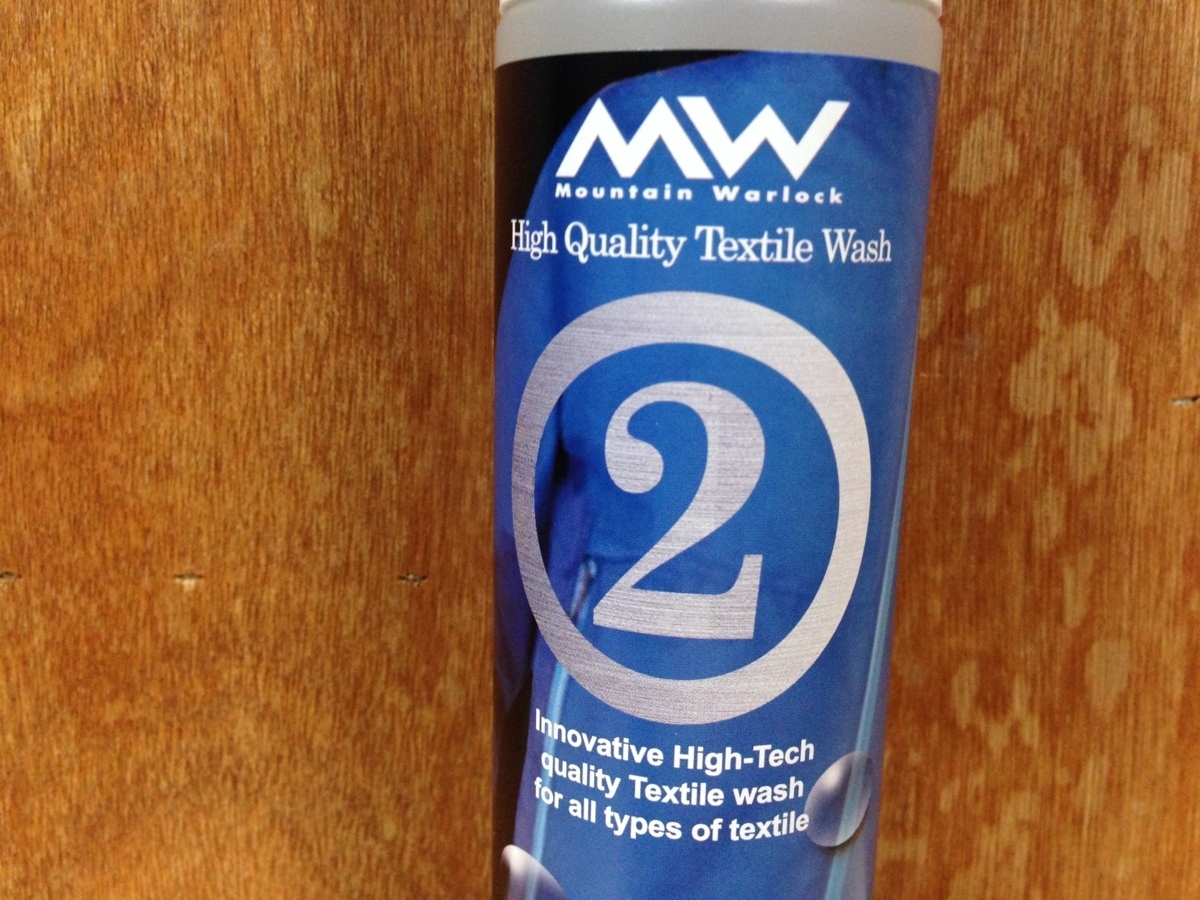 MW
Mountain Warlock
High Quality Textile Wash
2
Innovative High-Tech
quality Textile wash
for all types of textile